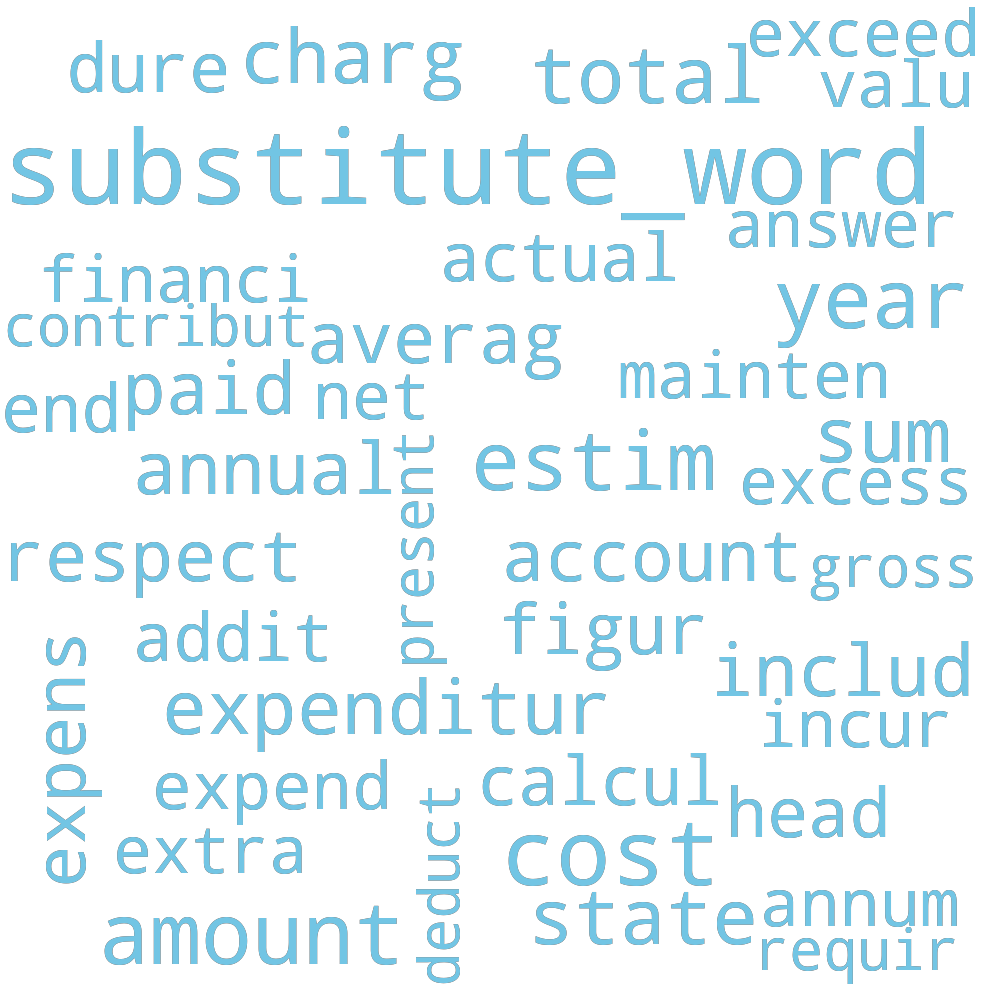 exceed
dure
charg
total
valu
substitute_word
answer
actual
financi
year
contribut
averag
mainten
paid
net
end
sum
annual
estim
excess
present
respect
account
gross
addit
figur
includ
expens
expenditur
incur
expend
calcul
head
deduct
extra
cost
annum
amount
state
requir